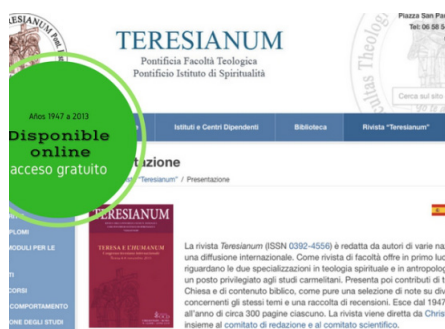 TERESIANUM
Pontificia Facoltà Teologica
Pontificio Istituto di Spiritualità
Piazza San
Tel: 06 58 5
Cerca sul sito
Istituti e Centri Dipendenti
Biblioteca
Rivista "Teresianum"
Años 1947 a 2013
Disponible
online
acceso gratuito
"Teresianum" / Presentazione
TERESIANUM
TERESA E L'HUMANUM
La rivista Teresianum (ISSN 0392-4556) è redatta da autori di varie na
una diffusione internazionale. Come rivista di facoltà offre in primo luo
riguardano le due specializzazioni in teologia spirituale e in antropolog
un posto privilegiato agli studi carmelitani. Presenta poi contributi di t
Chiesa e di contenuto biblico, come pure una selezione di note su div
concernenti gli stessi temi e una raccolta di recensioni. Esce dal 1947
all'anno di circa 300 pagine ciascuno. La rivista viene diretta da Chris
insieme al comitato di redazione e al comitato scientifico.
MODULI PER LE
CORSI
COMPORTAMENTO
ONE DEGLI STUDI